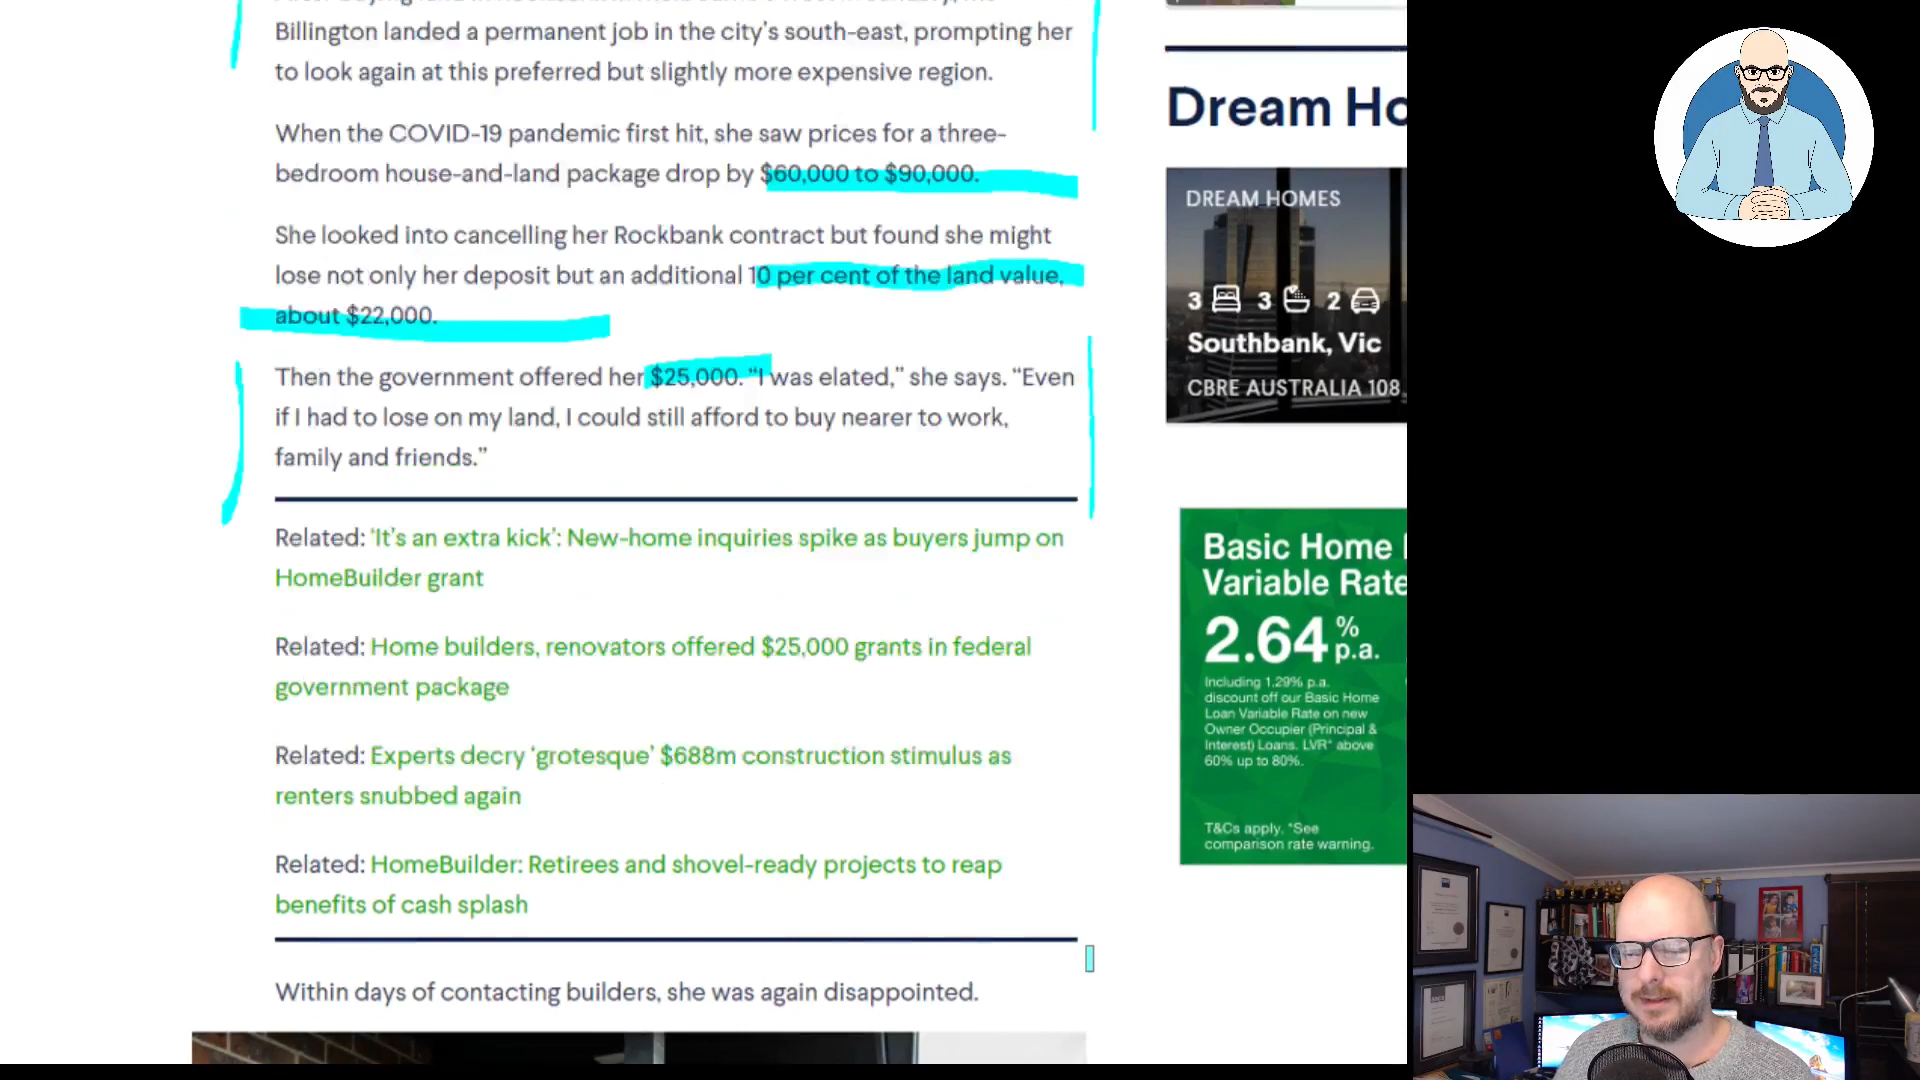 Billington landed a permanent job in the city's south-east, prompting her
to look again at this preferred but slightly more expensive region.
When the COVID-19 pandemic first hit, she saw prices for a three-
bedroom house-and-land package drop by $60,000 to $90,000.
She looked into cancelling her Rockbank contract but found she might
lose not only her deposit but an additional 10 per cent of the land value,
about $22,000.
Then the government offered her $25,000. “I was elated,” she says. “Even
if I had to lose on my land, I could still afford to buy nearer to work,
family and friends.”
Related: ‘It’s an extra kick’: New-home inquiries spike as buyers jump on
HomeBuilder grant
Related: Home builders, renovators offered $25,000 grants in federal
government package
Related: Experts decry ‘grotesque’ $688m construction stimulus as
renters snubbed again
Related: HomeBuilder: Retirees and shovel-ready projects to reap
benefits of cash splash
Within days of contacting builders, she was again disappointed.
Dream Ho
DREAM HOMES
3 3 2
Southbank, Vic
CBRE AUSTRALIA 108
Basic Home
Variable Rate
2.64 % p.a.
Including 1.29% p.a.
discount off our Basic Home
Loan Variable Rate on new
Owner Occupier (Principal &
Interest) Loans. LVR^ above
60% up to 80%.
T&Cs apply. *See
comparison rate warning.